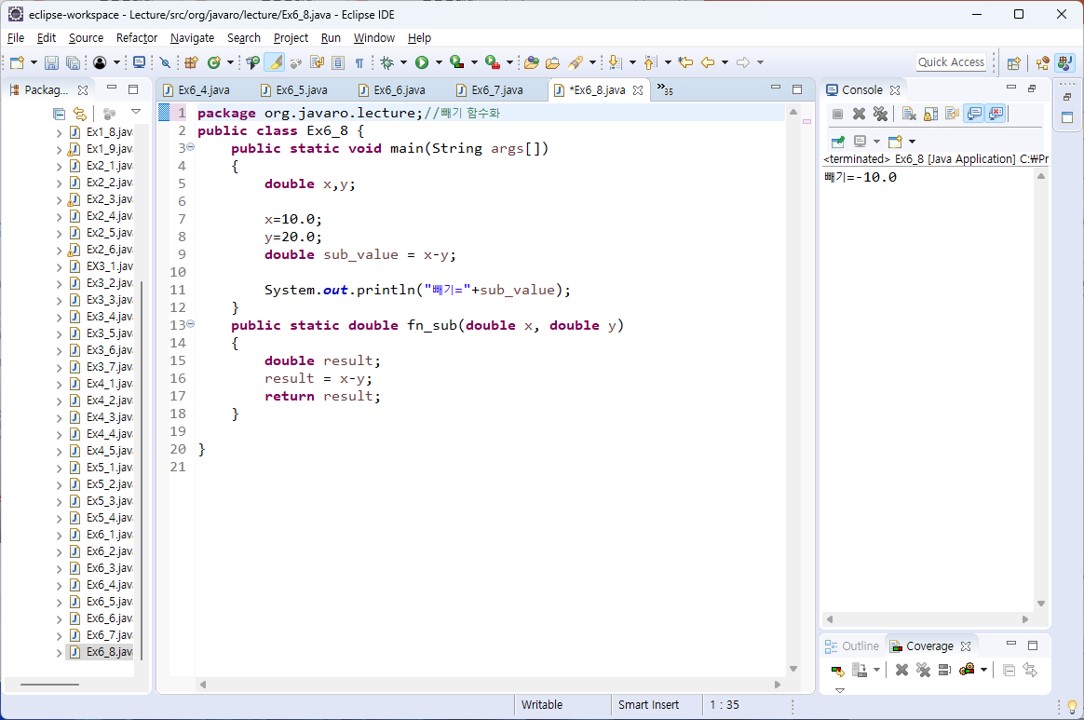 eclipse-workspace - Lecture/src/org/javaro/lecture/Ex6_8.java - Eclipse IDE
File Edit Source Refactor Navigate Search Project Run Window Help
Quick Access
Packag...
Ex1_8.jav
Ex1_9.jav
Ex2_1.jav
Ex2_2.jav
Ex2_3.jav
Ex2_4.jav
Ex2_5.jav
Ex2_6.jav
EX3_1.jav
Ex3_2.jav
Ex3_3.jav
Ex3_4.jav
Ex3_5.jav
Ex3_6.jav
Ex3_7.jav
Ex4_1.jav
Ex4_2.jav
Ex4_3.jav
Ex4_4.jav
Ex4_5.jav
Ex5_1.jav
Ex5_2.jav
Ex5_3.jav
Ex5_4.jav
Ex6_1.jav
Ex6_2.jav
Ex6_3.jav
Ex6_4.jav
Ex6_5.jav
Ex6_6.jav
Ex6_7.jav
Ex6_8.jav
Ex6_4.java Ex6_5.java Ex6_6.java Ex6_7.java *Ex6_8.java »35
1 package org.javaro.lecture;//빼기 함수화
2 public class Ex6_8 {
3 public static void main(String args[])
4 {
5 double x,y;
6
7 x=10.0;
8 y=20.0;
9 double sub_value = x-y;
10
11 System.out.println("빼기="+sub_value);
12 }
13 public static double fn_sub(double x, double y)
14 {
15 double result;
16 result = x-y;
17 return result;
18 }
19
20 }
21
Console
<terminated> Ex6_8 [Java Application] C:₩Pr
빼기=-10.0
Outline Coverage
Writable Smart Insert 1 : 35